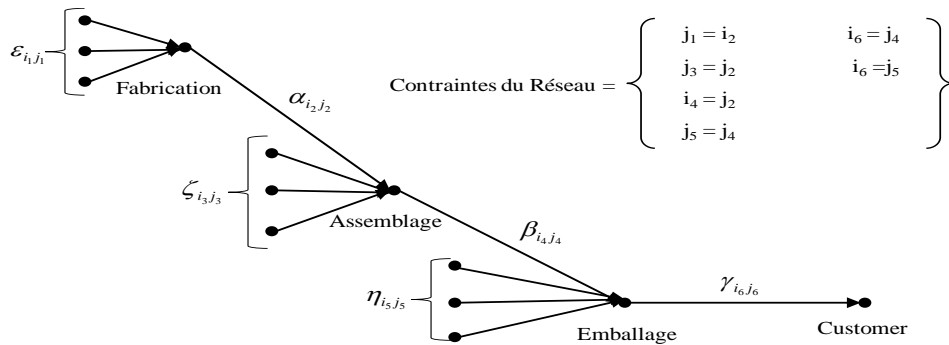 ε_{i₁j₁}
Fabrication
α_{i₂j₂}
Contraintes du Réseau =
j₁ = i₂
i₆ = j₄
j₃ = j₂
i₆ =j₅
i₄ = j₂
j₅ = j₄
ζ_{i₃j₃}
Assemblage
β_{i₄j₄}
η_{i₅j₅}
Emballage
γ_{i₆j₆}
Customer